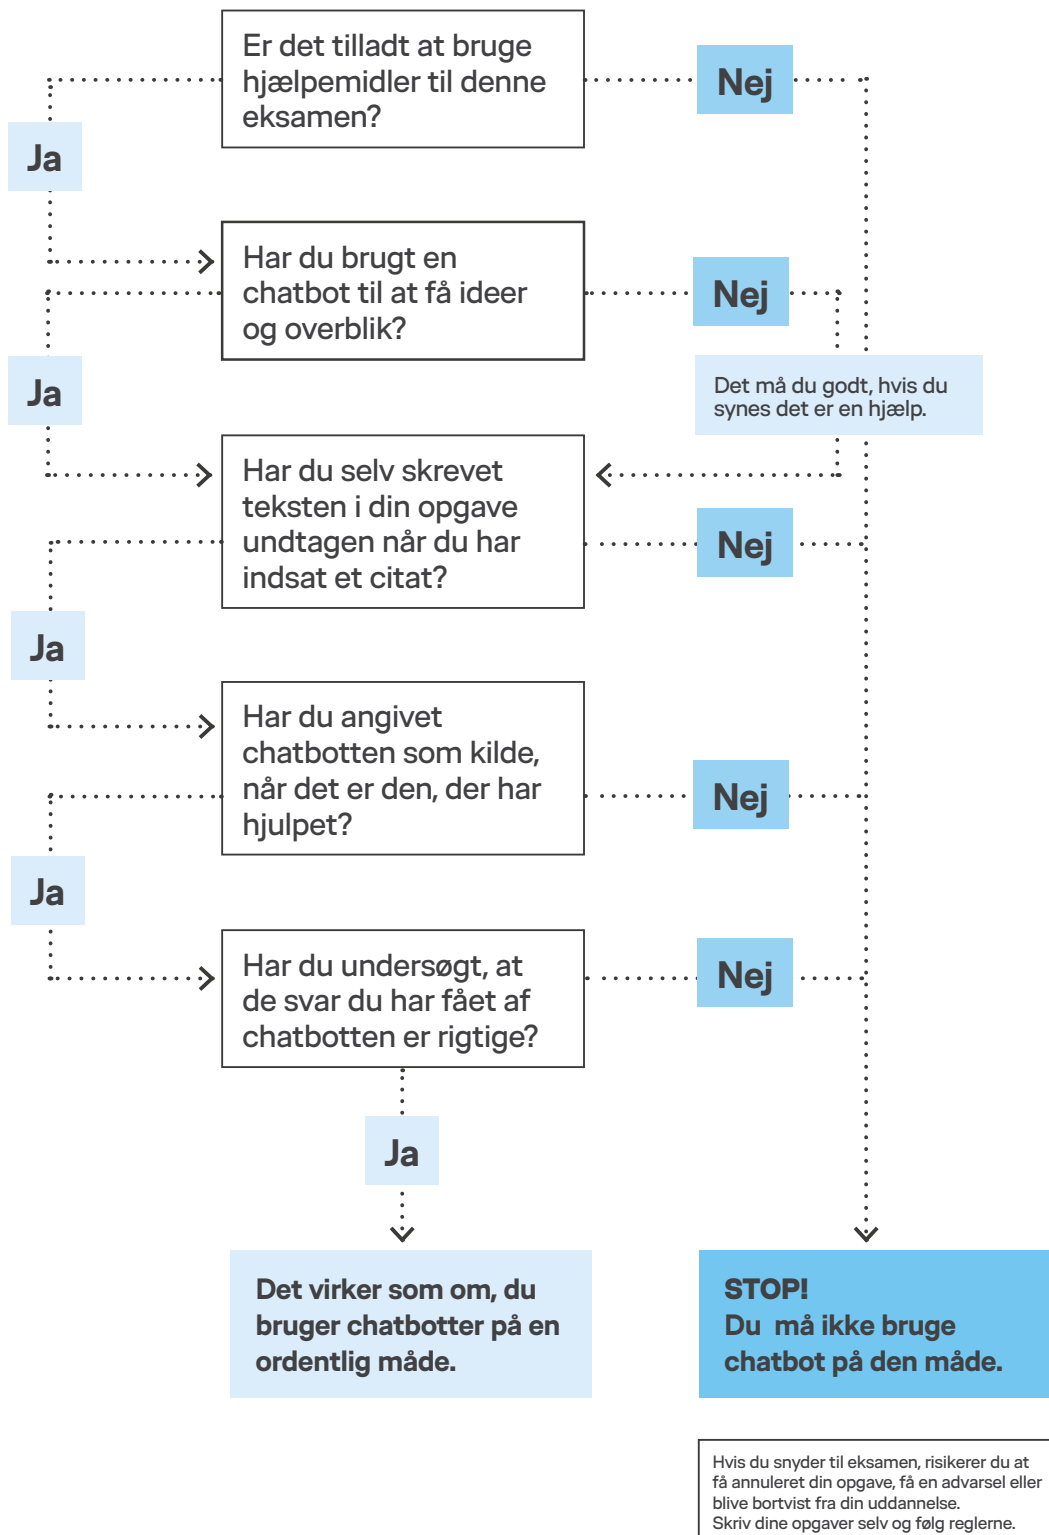 Er det tilladt at bruge
hjælpemidler til denne
eksamen?
Nej
Ja
Har du brugt en
chatbot til at få ideer
og overblik?
Nej
Ja
Det må du godt, hvis du
synes det er en hjælp.
Har du selv skrevet
teksten i din opgave
undtagen når du har
indsat et citat?
Nej
Ja
Har du angivet
chatbotten som kilde,
når det er den, der har
hjulpet?
Nej
Ja
Har du undersøgt, at
de svar du har fået af
chatbotten er rigtige?
Nej
Ja
Det virker som om, du
bruger chatbotter på en
ordentlig måde.
STOP!
Du må ikke bruge
chatbot på den måde.
Hvis du snyder til eksamen, risikerer du at
få annuleret din opgave, få en advarsel eller
blive bortvist fra din uddannelse.
Skriv dine opgaver selv og følg reglerne.